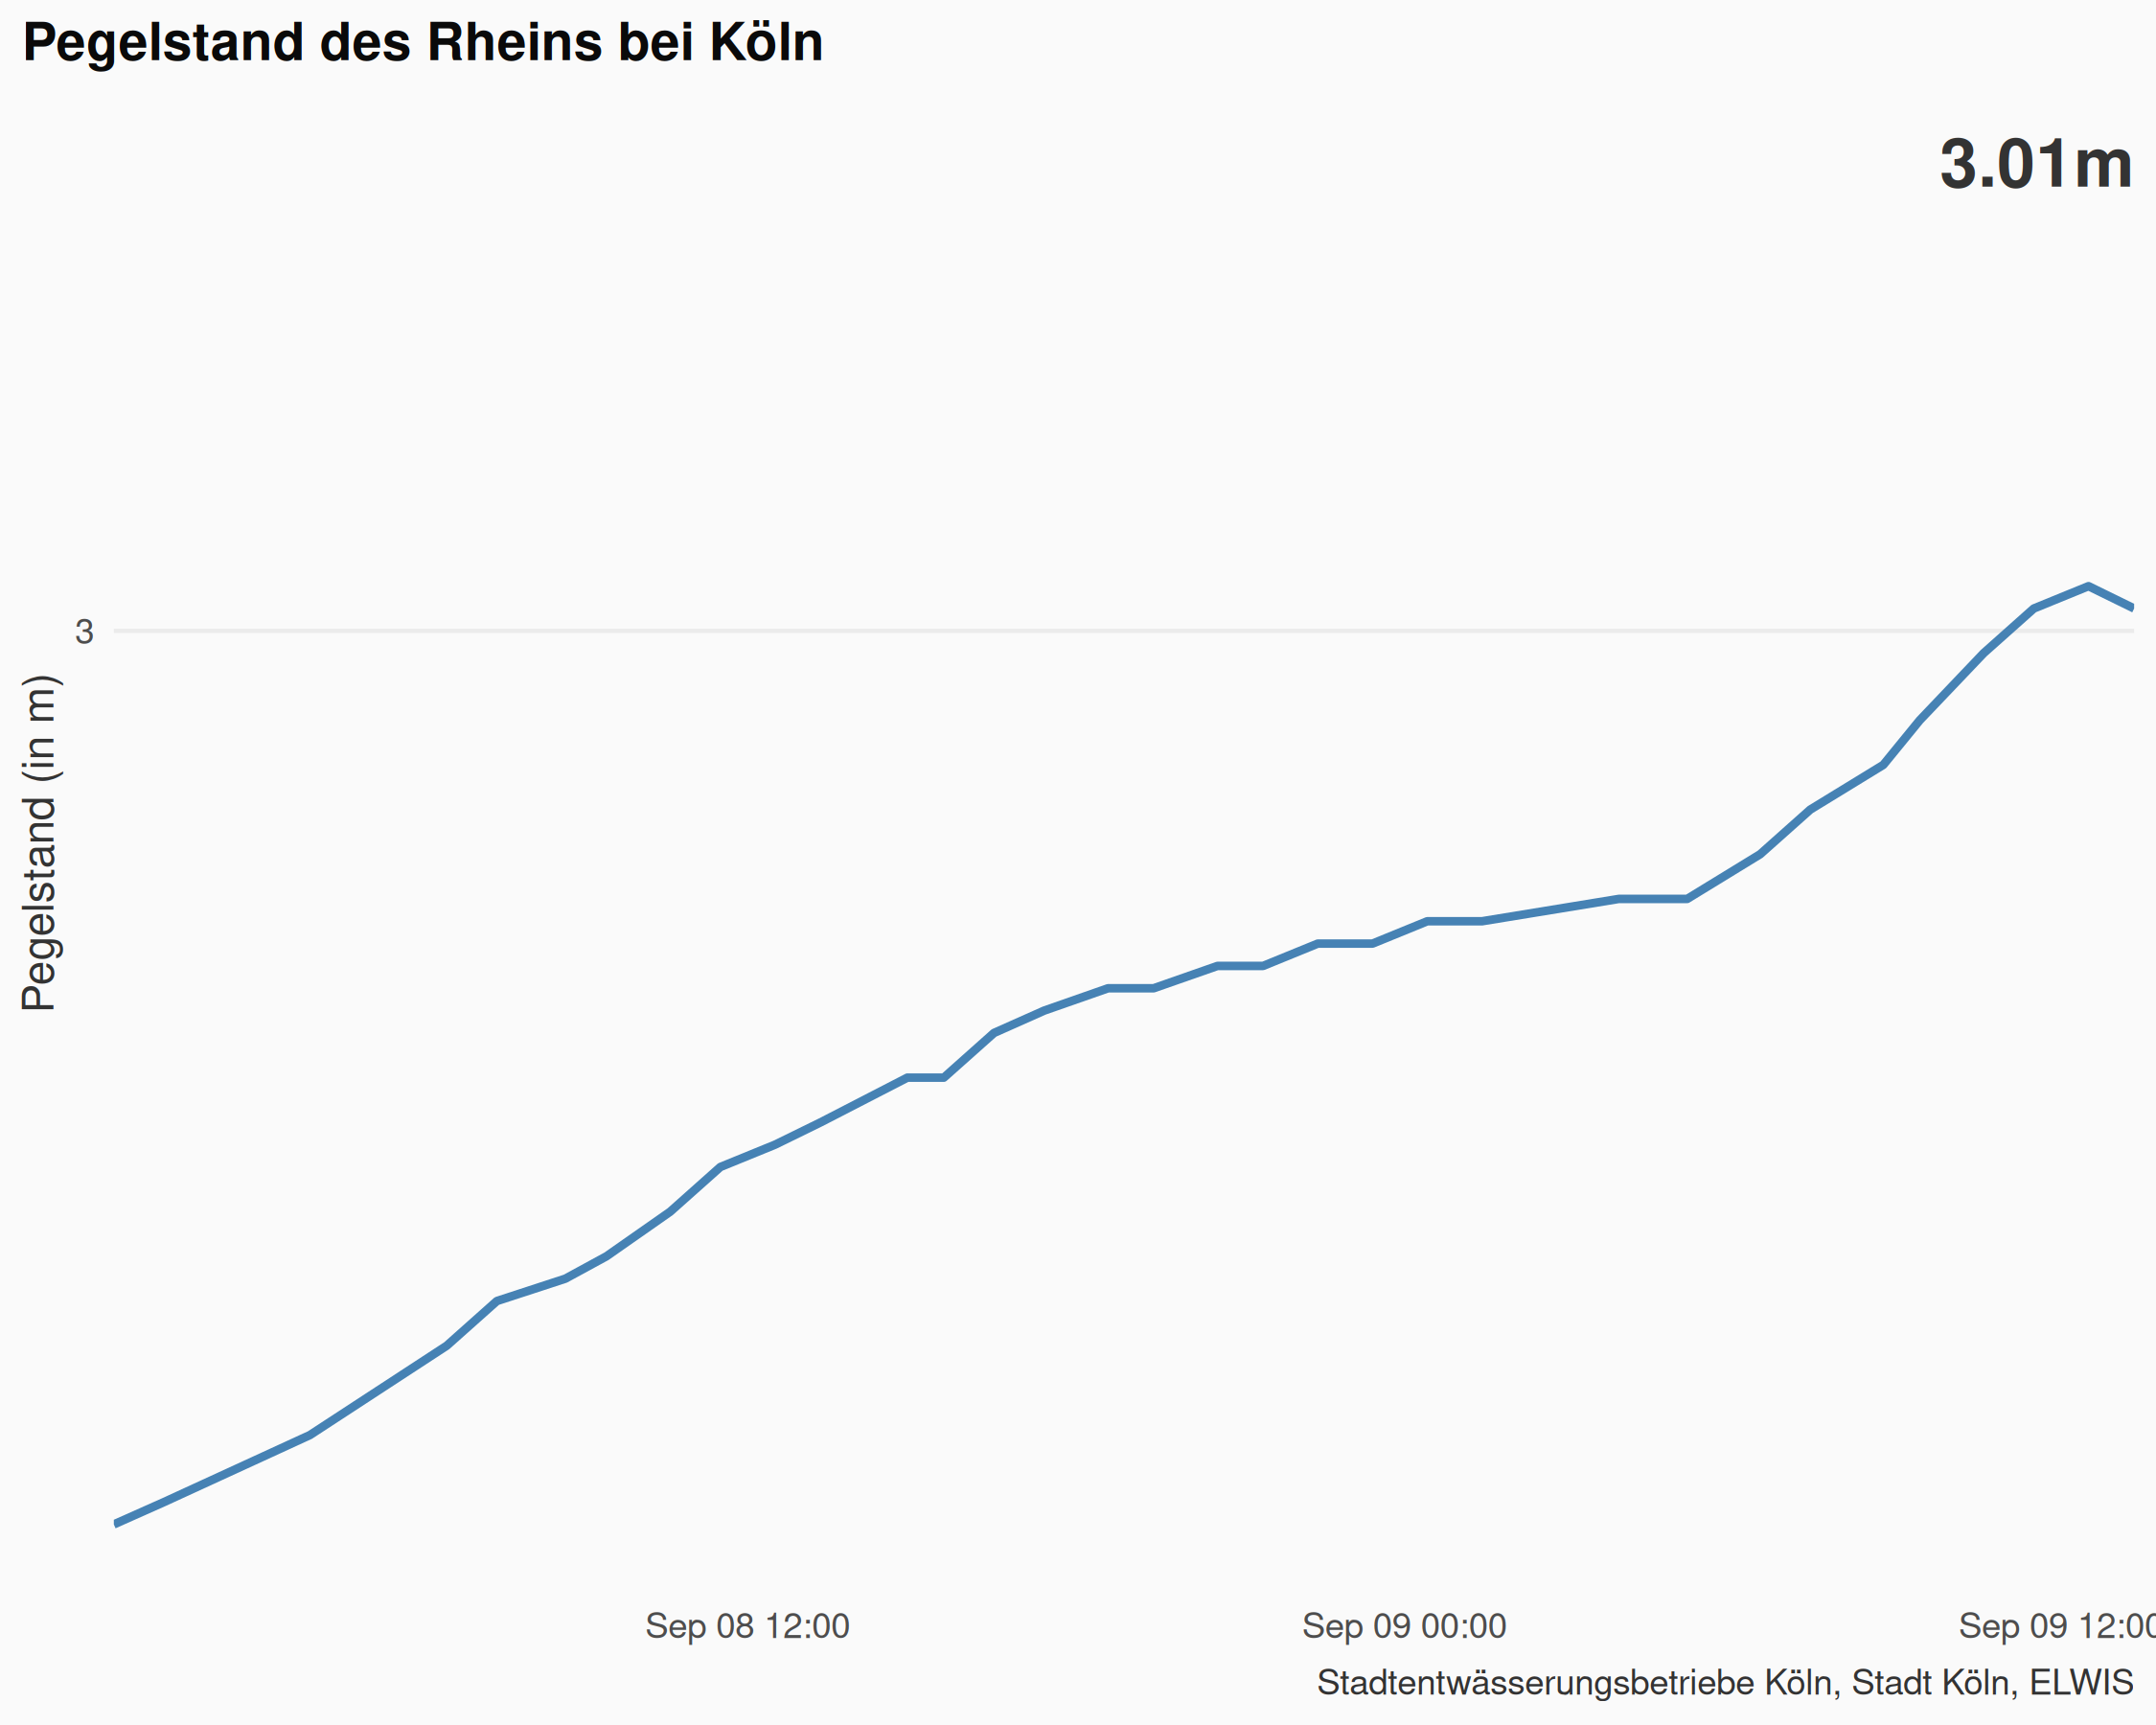 Pegelstand des Rheins bei Köln
3.01m
3
Pegelstand (in m)
Sep 08 12:00
Sep 09 00:00
Sep 09 12:00
Stadtentwässerungsbetriebe Köln, Stadt Köln, ELWIS